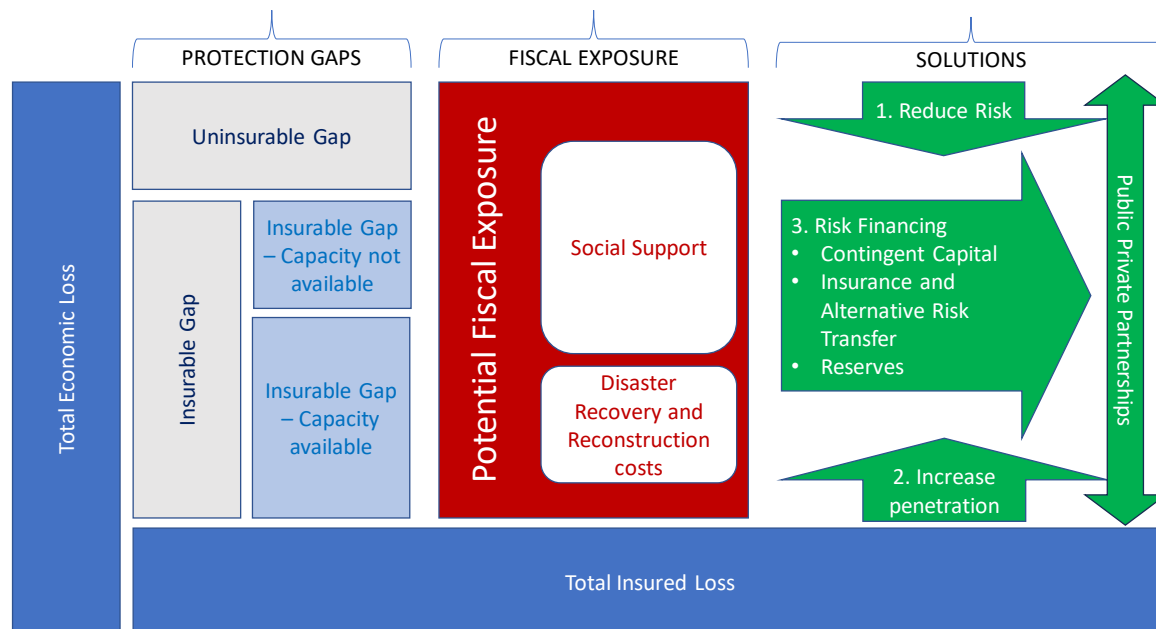 PROTECTION GAPS
FISCAL EXPOSURE
SOLUTIONS
Total Economic Loss
Uninsurable Gap
Insurable Gap
Insurable Gap
– Capacity not
available
Insurable Gap
– Capacity
available
Potential Fiscal Exposure
Social Support
Disaster
Recovery and
Reconstruction
costs
1. Reduce Risk
3. Risk Financing
• Contingent Capital
• Insurance and
Alternative Risk
Transfer
• Reserves
2. Increase
penetration
Public Private Partnerships
Total Insured Loss